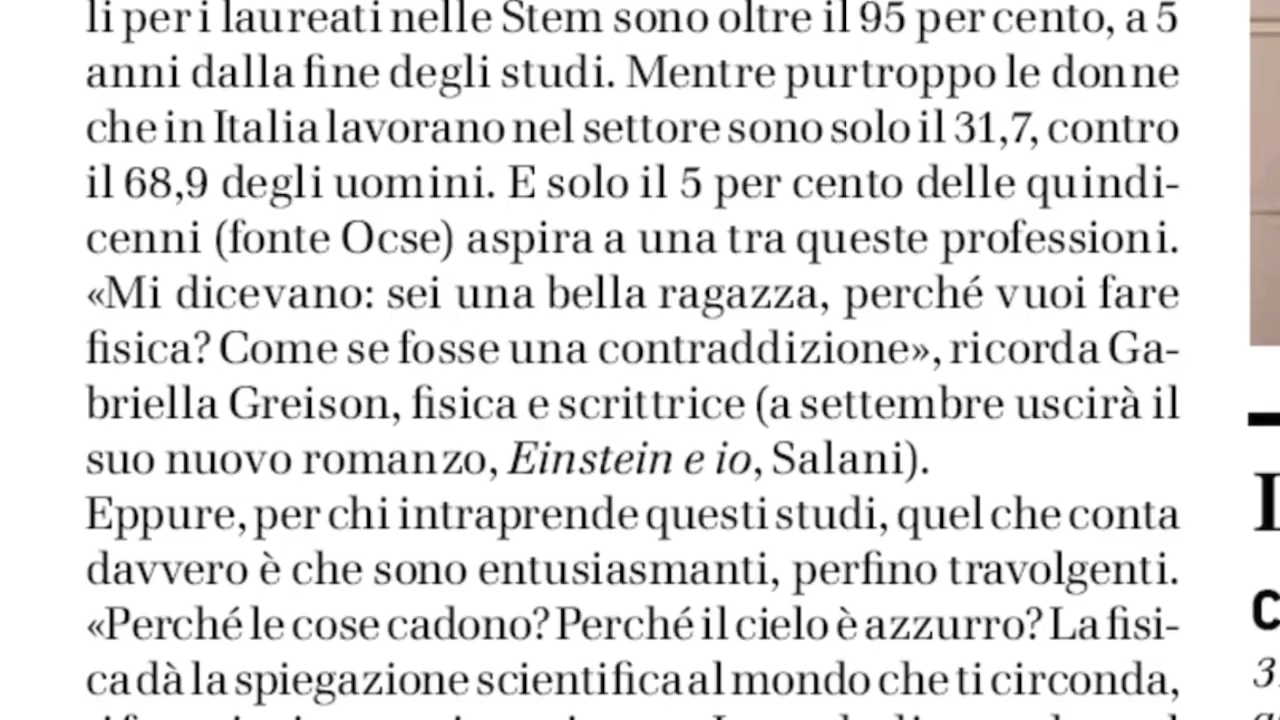 li per i laureati nelle Stem sono oltre il 95 per cento, a 5
anni dalla fine degli studi. Mentre purtroppo le donne
che in Italia lavorano nel settore sono solo il 31,7, contro
il 68,9 degli uomini. E solo il 5 per cento delle quindi-
cenni (fonte Ocse) aspira a una tra queste professioni.
«Mi dicevano: sei una bella ragazza, perché vuoi fare
fisica? Come se fosse una contraddizione», ricorda Ga-
briella Greison, fisica e scrittrice (a settembre uscirà il
suo nuovo romanzo, Einstein e io, Salani).
Eppure, per chi intraprende questi studi, quel che conta
davvero è che sono entusiasmanti, perfino travolgenti.
«Perché le cose cadono? Perché il cielo è azzurro? La fisi-
ca dà la spiegazione scientifica al mondo che ti circonda,